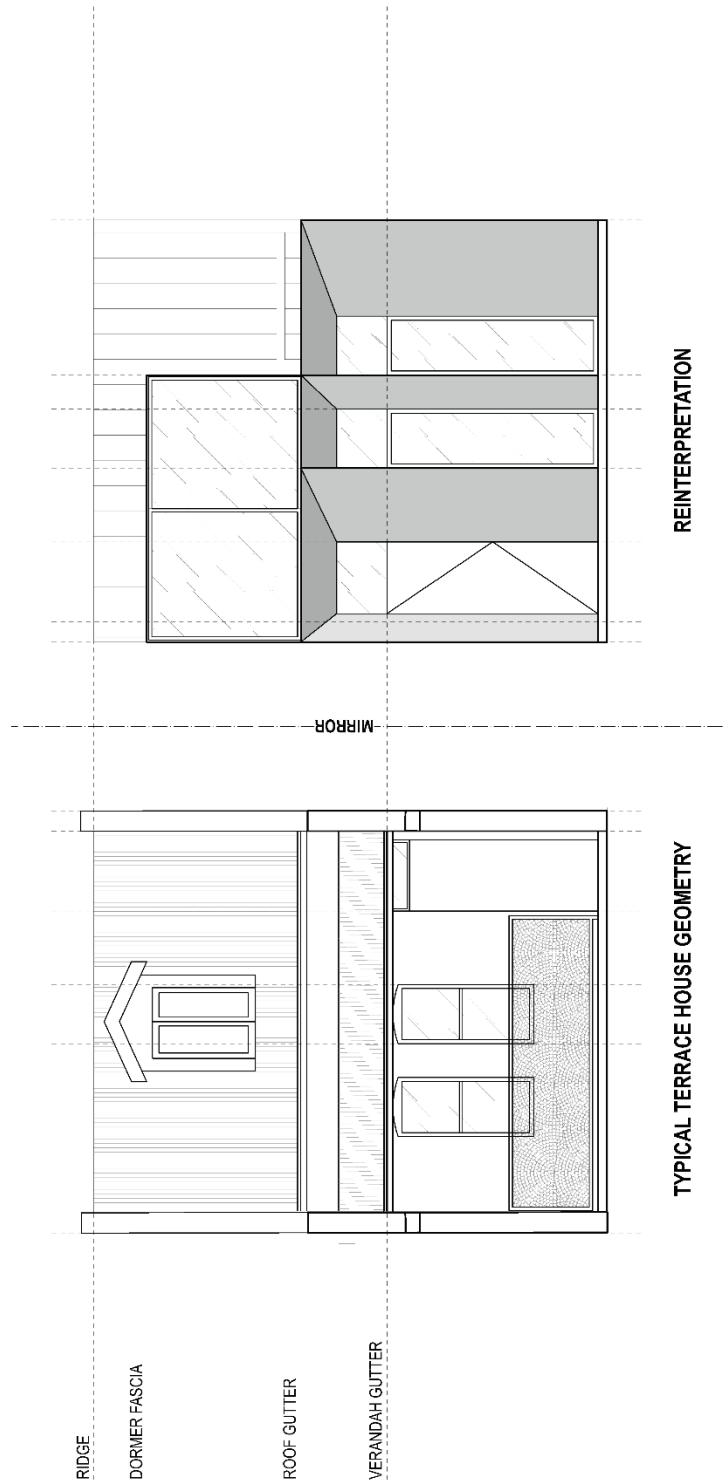 RIDGE
DORMER FASCIA
ROOF GUTTER
VERANDAH GUTTER
MIRROR
TYPICAL TERRACE HOUSE GEOMETRY
REINTERPRETATION